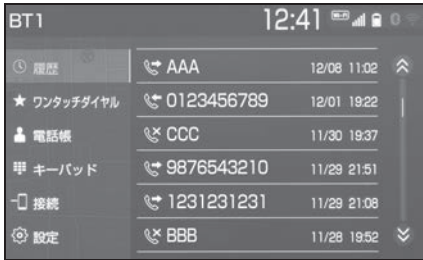 BT1 12:41 Wi-Fi
履歴
ワンタッチダイヤル
電話帳
キーパッド
接続
設定
AAA 12/08 11:02
0123456789 12/01 19:22
CCC 11/30 19:37
9876543210 11/29 21:51
1231231231 11/29 21:08
BBB 11/28 19:52